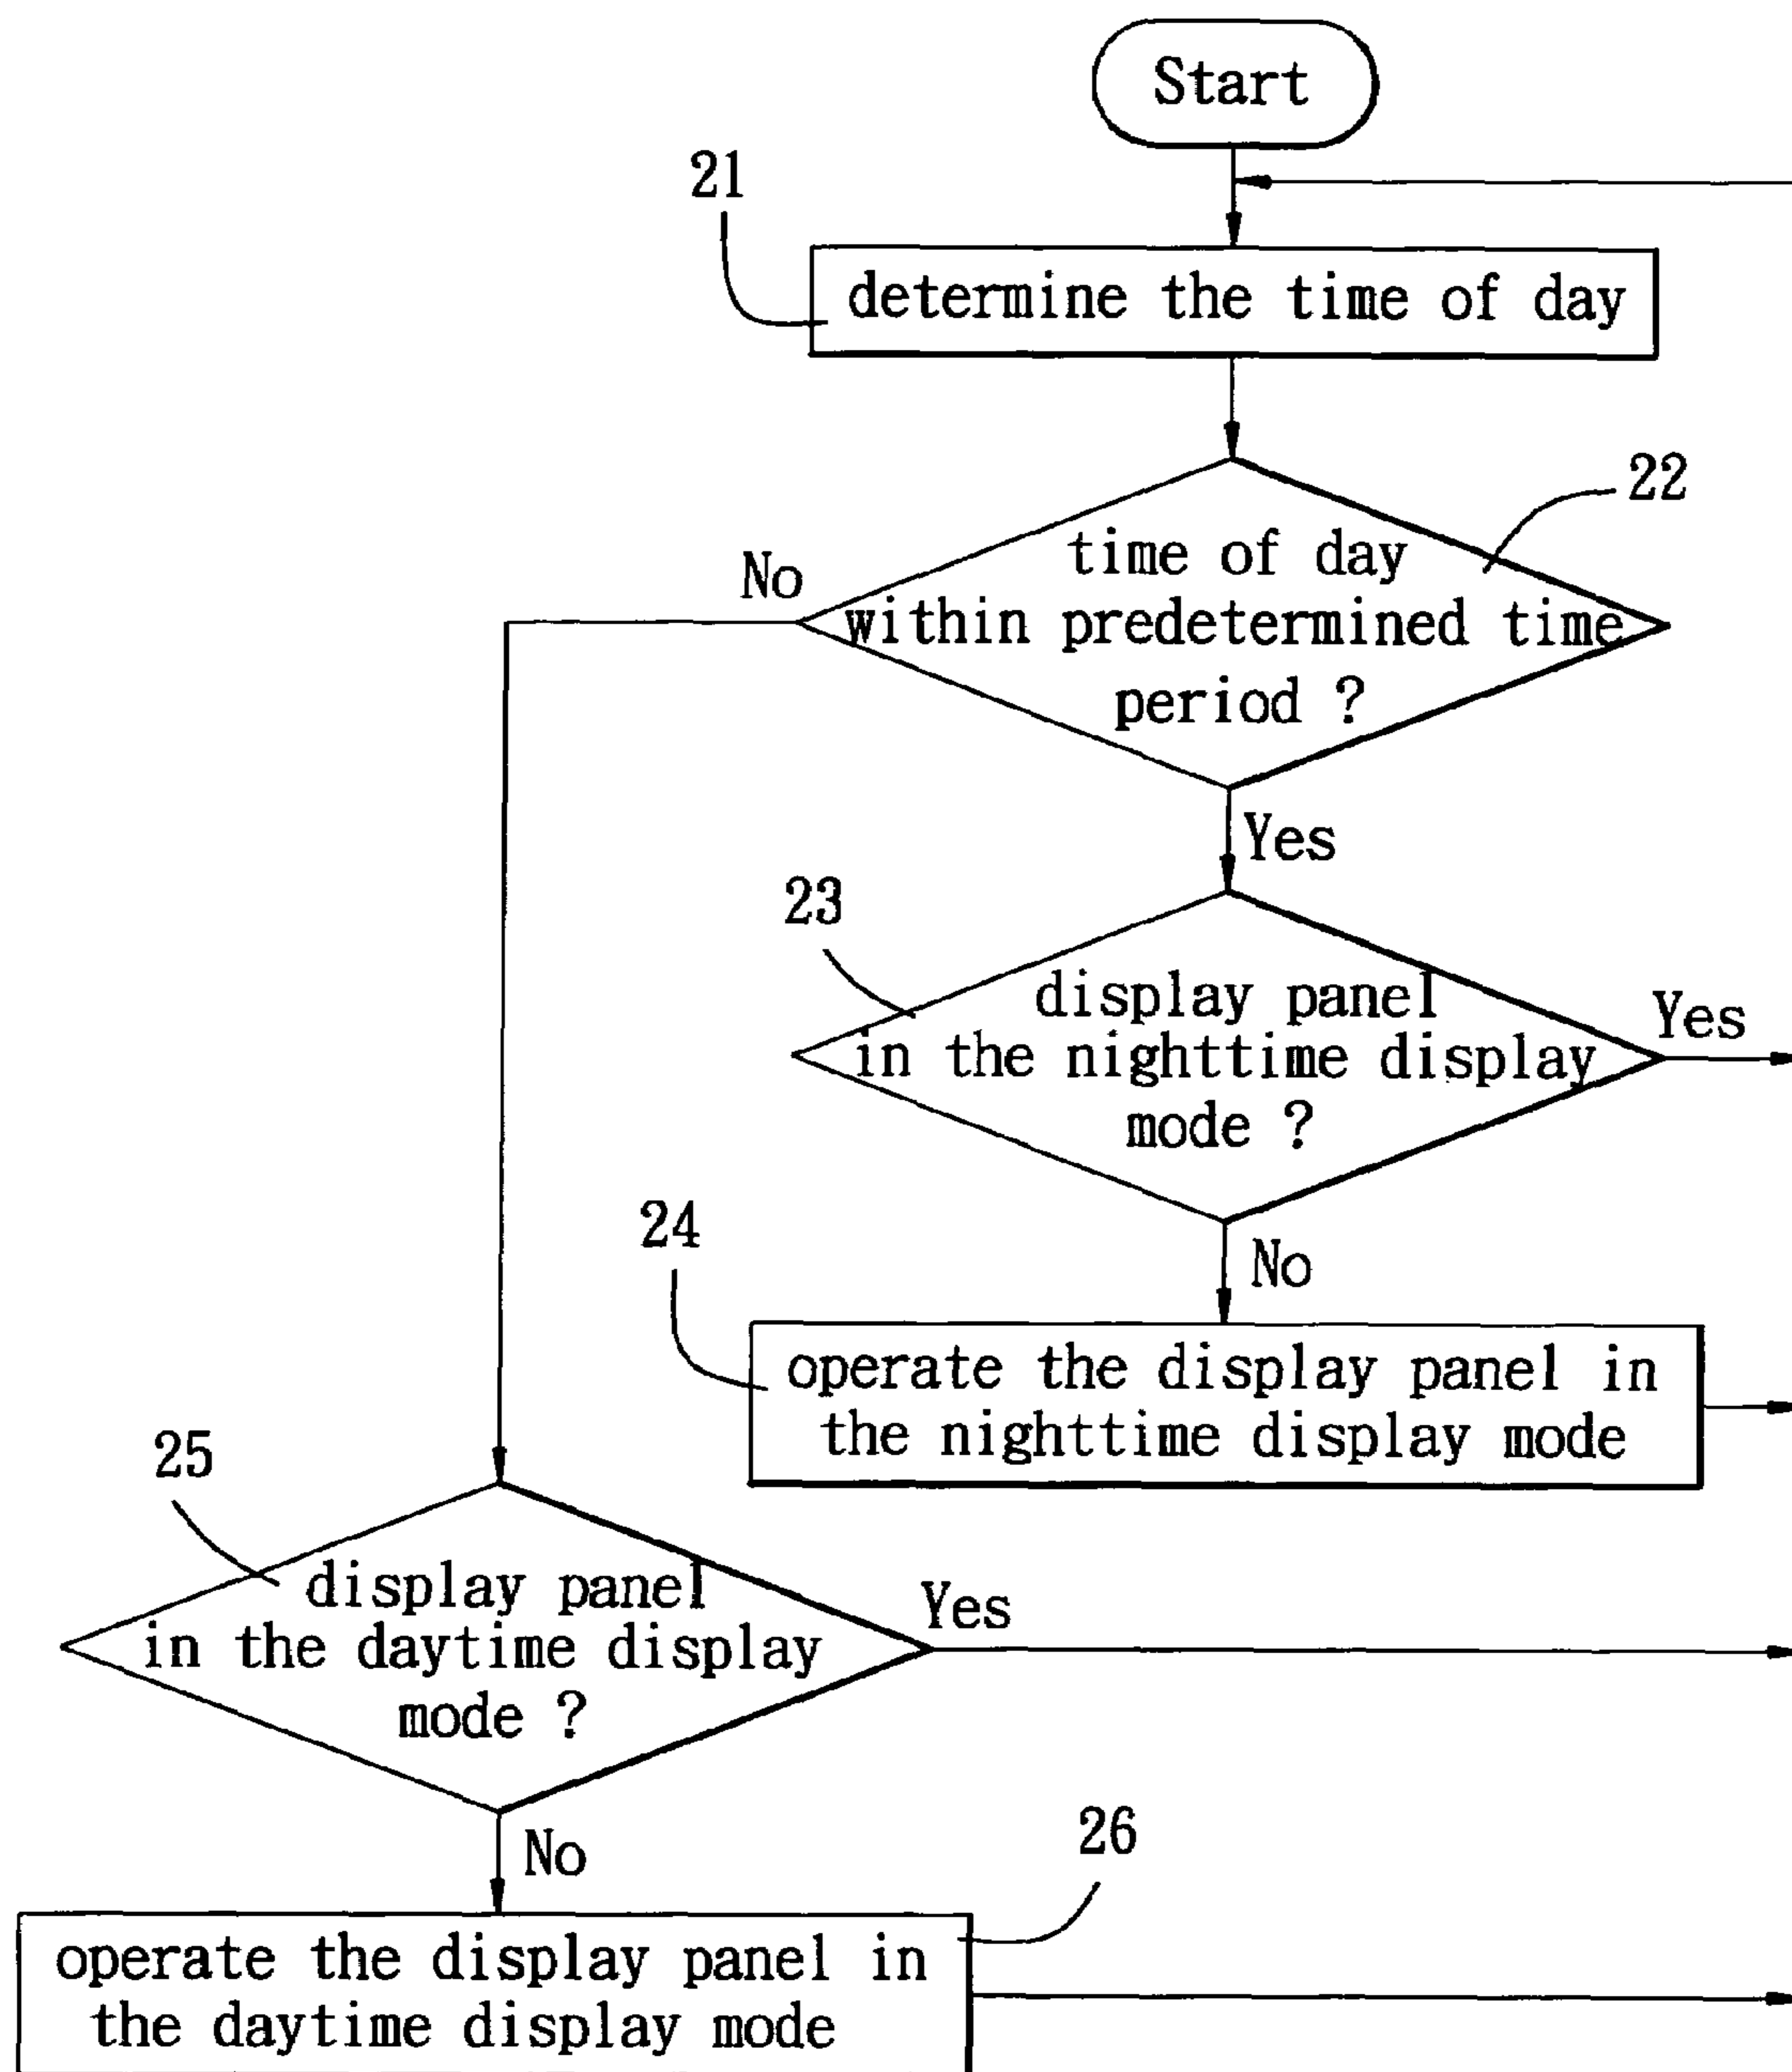 Start
21
determine the time of day
22
time of day
within predetermined time
period ?
No
Yes
23
display panel
in the nighttime display
mode ?
Yes
No
24
operate the display panel in
the nighttime display mode
25
display panel
in the daytime display
mode ?
Yes
No
26
operate the display panel in
the daytime display mode